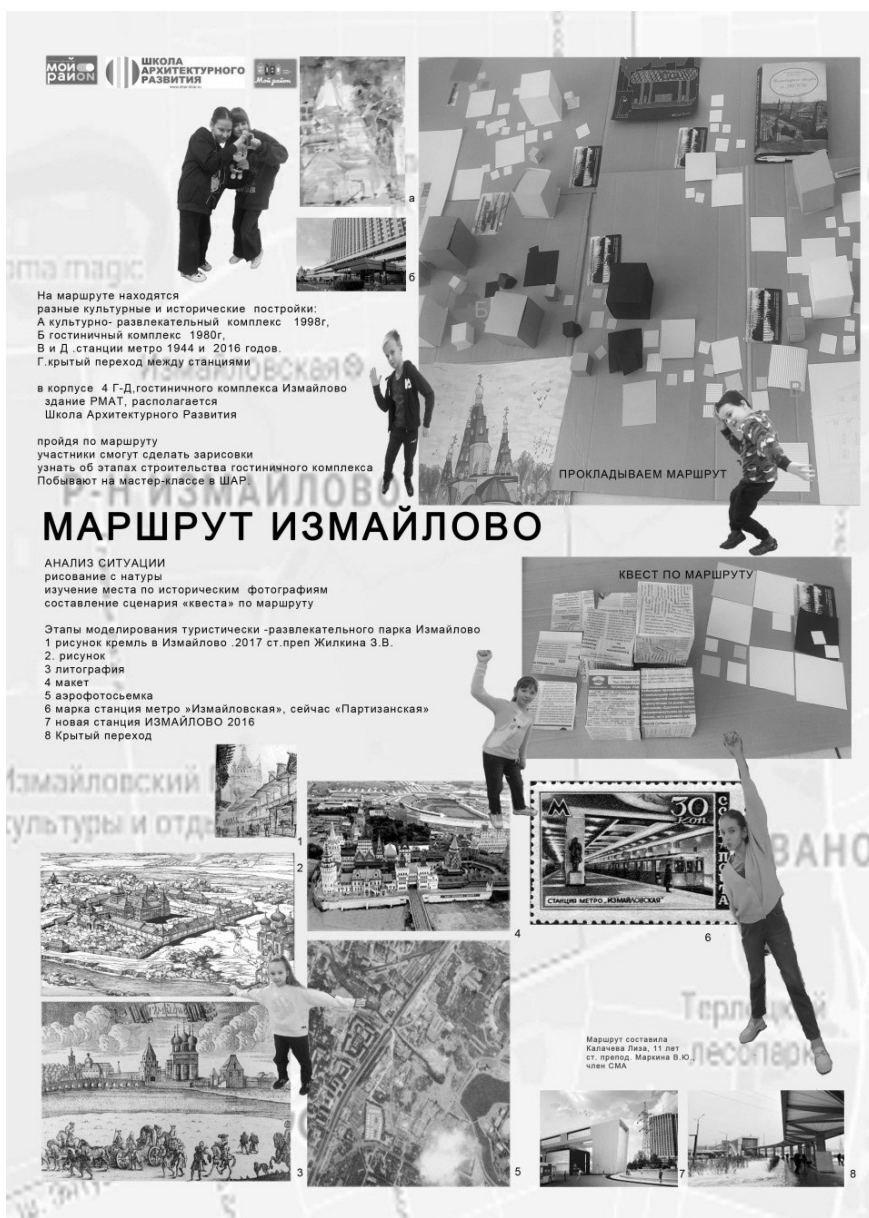 МОЙ
РАЙОN
ШКОЛА
АРХИТЕКТУРНОГО
РАЗВИТИЯ
Мой район
а
б
На маршруте находятся
разные культурные и исторические постройки:
А культурно- развлекательный комплекс 1998г,
Б гостиничный комплекс 1980г,
В и Д .станции метро 1944 и 2016 годов.
Г.крытый переход между станциями
в корпусе 4 Г-Д,гостиничного комплекса Измайлово
здание РМАТ, располагается
Школа Архитектурного Развития
пройдя по маршруту
участники смогут сделать зарисовки
узнать об этапах строительства гостиничного комплекса
Побывают на мастер-классе в ШАР.
ПРОКЛАДЫВАЕМ МАРШРУТ
Р-Н ИЗМАЙЛОВО
МАРШРУТ ИЗМАЙЛОВО
АНАЛИЗ СИТУАЦИИ
рисование с натуры
изучение места по историческим фотографиям
составление сценария «квеста» по маршруту
Этапы моделирования туристически -развлекательного парка Измайлово
1 рисунок кремль в Измайлово .2017 ст.преп Жилкина З.В.
2. рисунок
3 литография
4 макет
5 аэрофотосьемка
6 марка станция метро »Измайловская», сейчас «Партизанская»
7 новая станция ИЗМАЙЛОВО 2016
8 Крытый переход
КВЕСТ ПО МАРШРУТУ
1
2
30
коп
СССР
ПОЧТА
СТАНЦИЯ МЕТРО „ИЗМАЙЛОВСКАЯ"
4
6
Маршрут составила
Калачева Лиза, 11 лет
ст. препод. Маркина В.Ю.,
член СМА
3
5
7
8